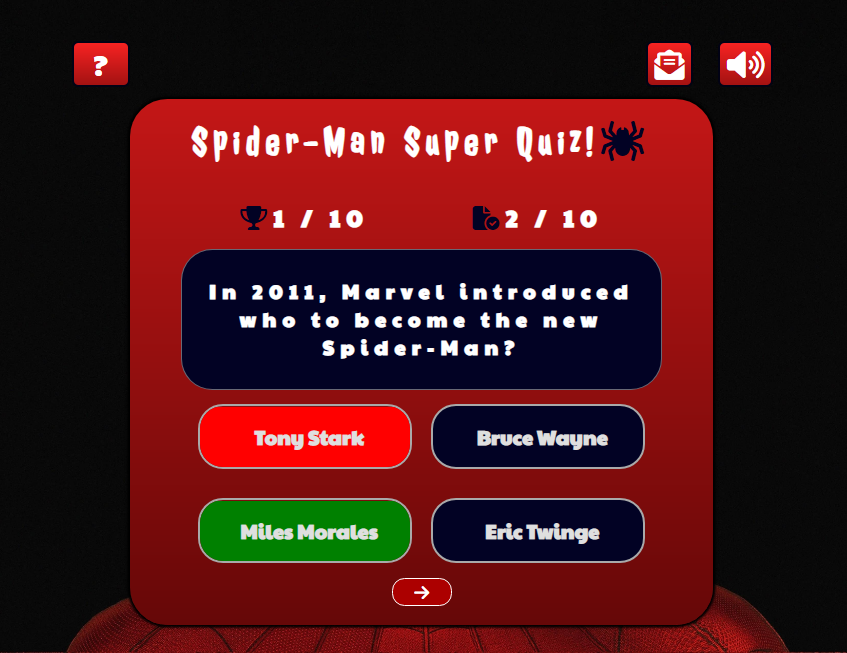 ?
Spider-Man Super Quiz!
1 / 10 2 / 10
In 2011, Marvel introduced
who to become the new
Spider-Man?
Tony Stark Bruce Wayne
Miles Morales Eric Twinge